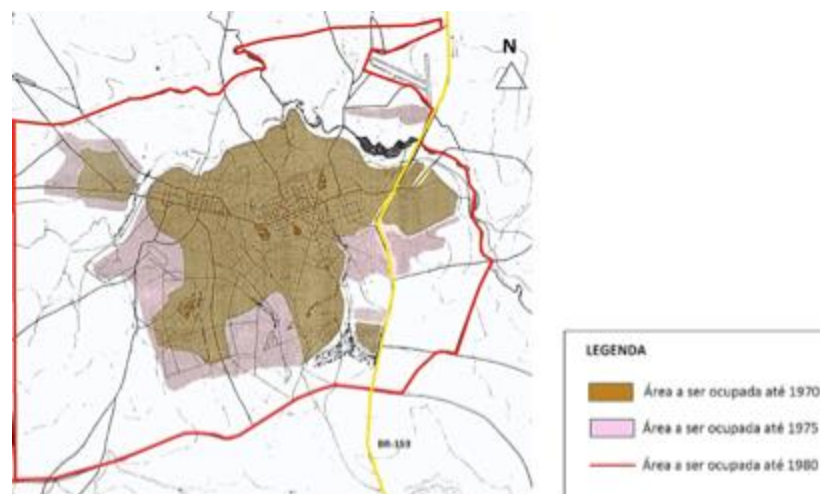 N
BR-153
LEGENDA
Área a ser ocupada até 1970
Área a ser ocupada até 1975
Área a ser ocupada até 1980